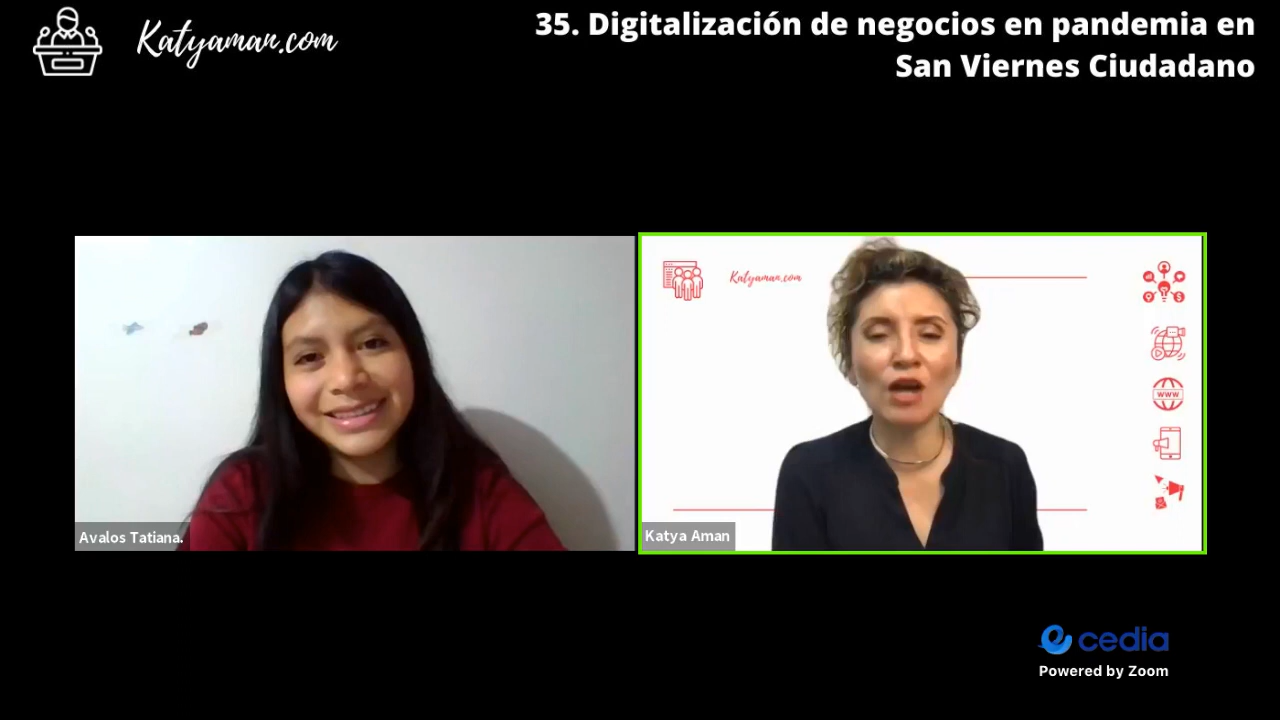 Katyaman.com
35. Digitalización de negocios en pandemia en
San Viernes Ciudadano
Katyaman.com
WWW
Avalos Tatiana.
Katya Aman
cedia
Powered by Zoom